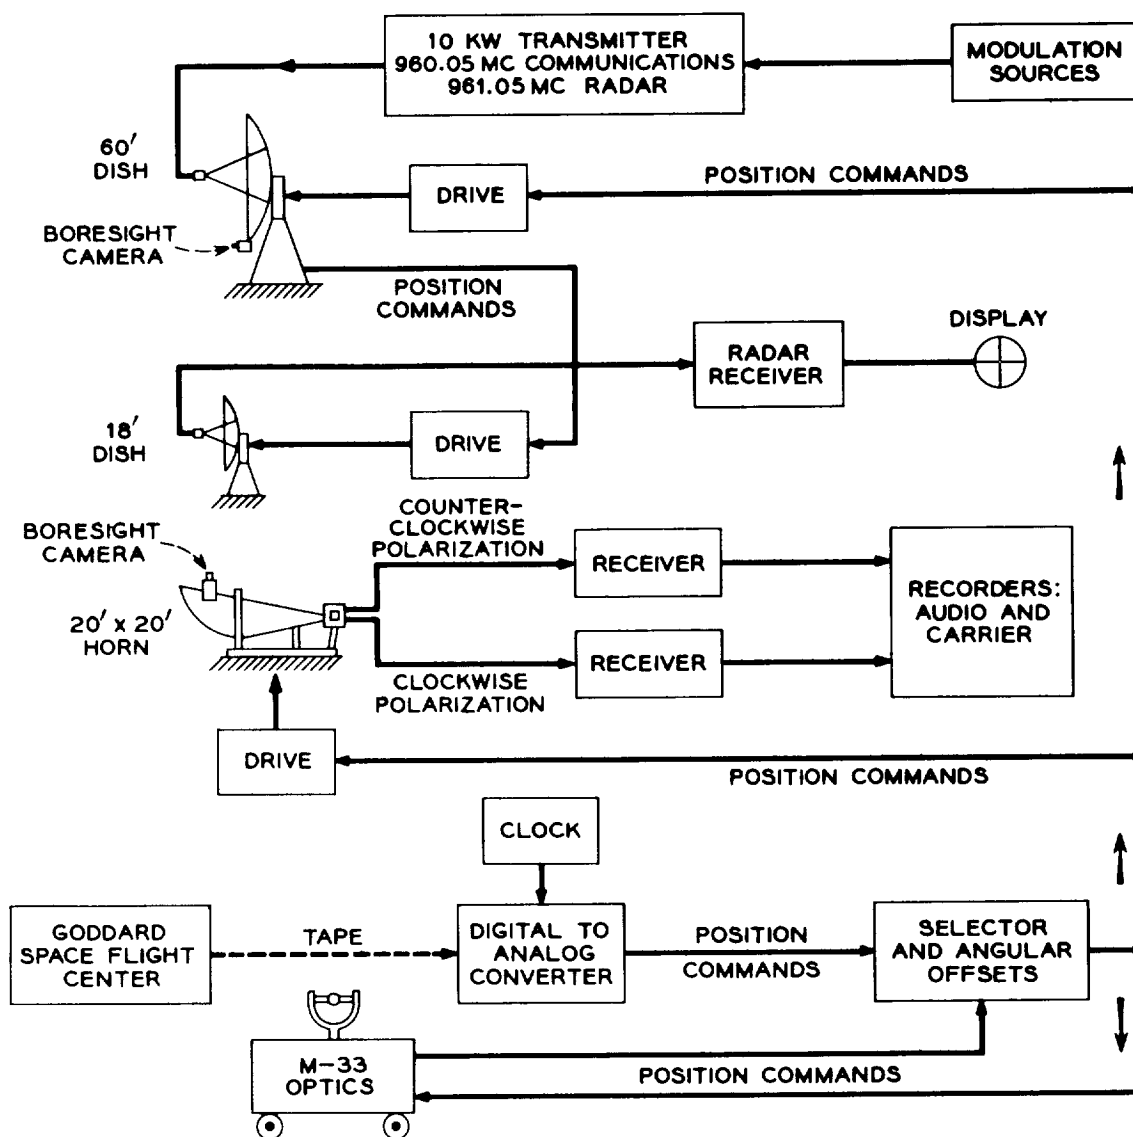 10 KW TRANSMITTER
960.05 MC COMMUNICATIONS
961.05 MC RADAR
MODULATION
SOURCES
60′
DISH
BORESIGHT
CAMERA
DRIVE
POSITION COMMANDS
POSITION
COMMANDS
DISPLAY
RADAR
RECEIVER
18′
DISH
DRIVE
BORESIGHT
CAMERA
20′ x 20′
HORN
COUNTER-
CLOCKWISE
POLARIZATION
RECEIVER
RECORDERS:
AUDIO AND
CARRIER
RECEIVER
CLOCKWISE
POLARIZATION
DRIVE
POSITION COMMANDS
CLOCK
GODDARD
SPACE FLIGHT
CENTER
TAPE
DIGITAL TO
ANALOG
CONVERTER
POSITION
COMMANDS
SELECTOR
AND ANGULAR
OFFSETS
M-33
OPTICS
POSITION COMMANDS